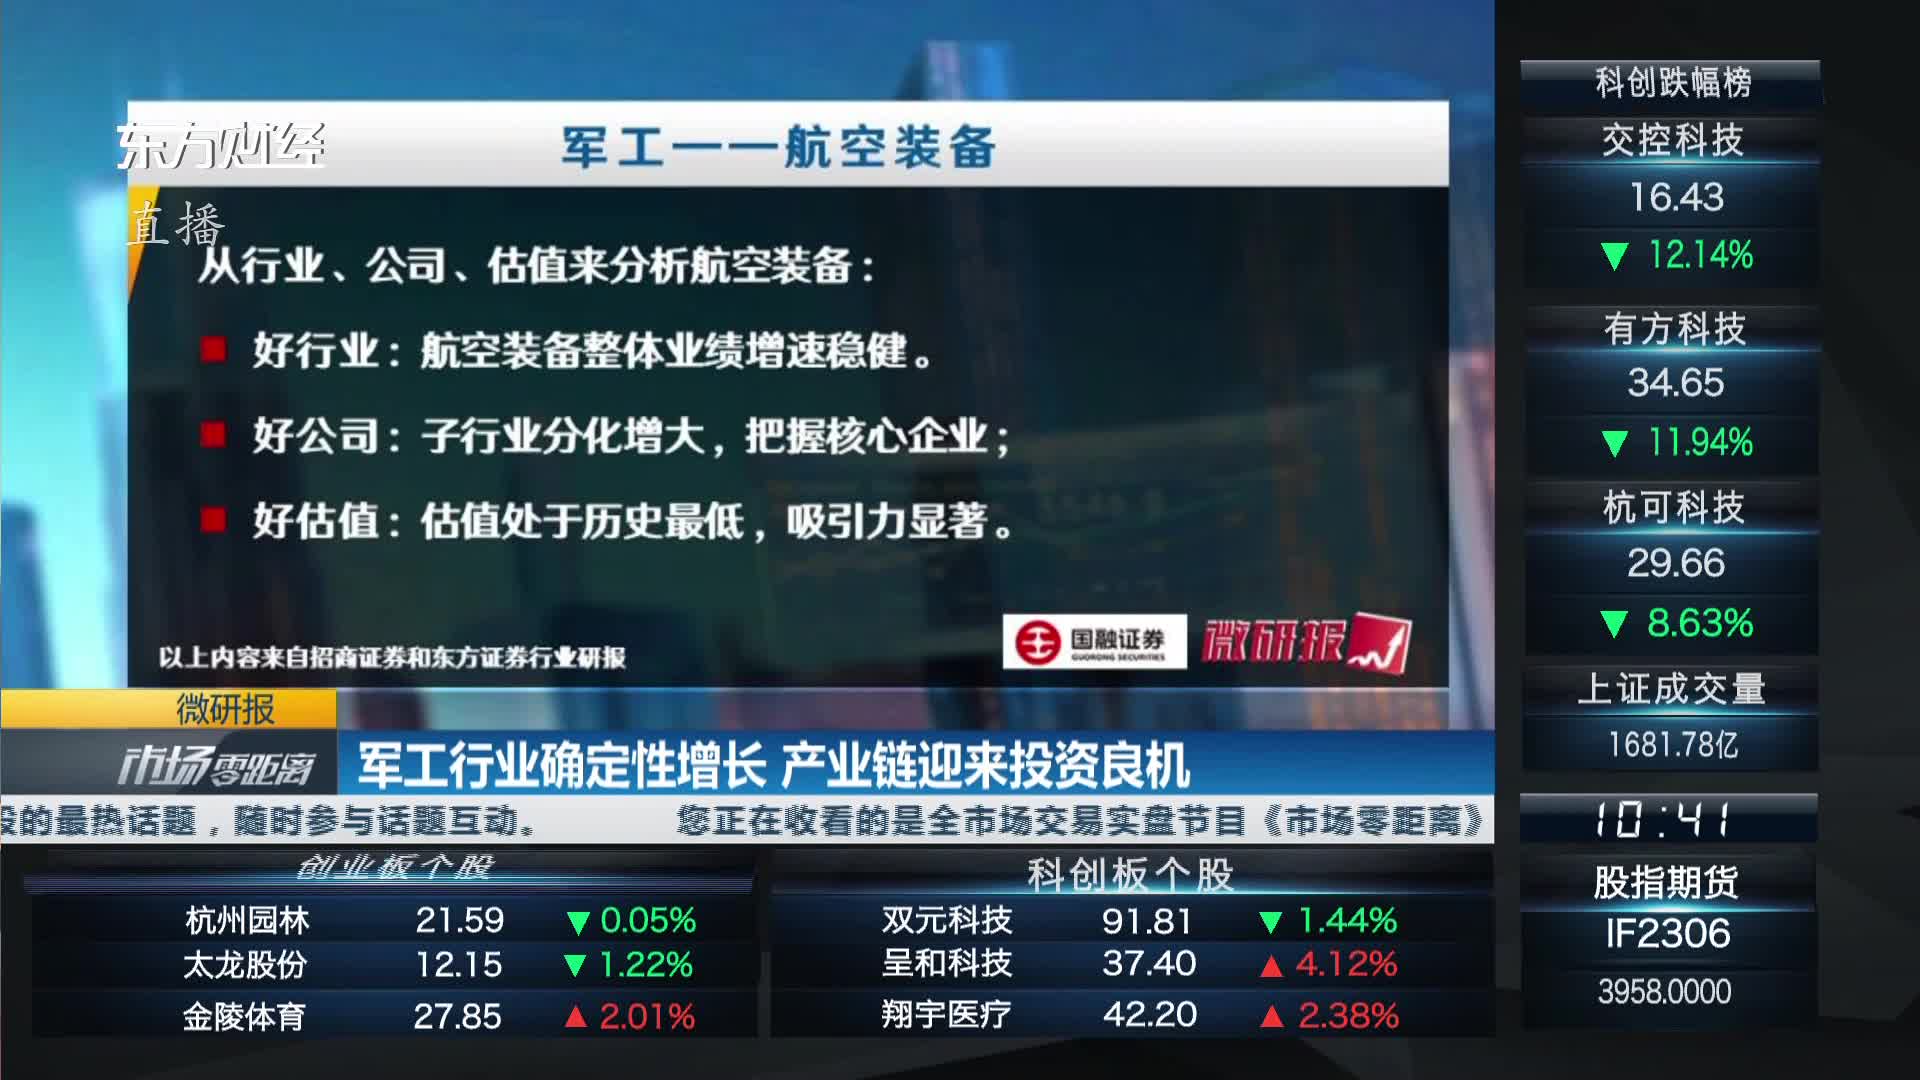 军工——航空装备
东方财经
直播
从行业、公司、估值来分析航空装备：
好行业：航空装备整体业绩增速稳健。
好公司：子行业分化增大，把握核心企业；
好估值：估值处于历史最低，吸引力显著。
以上内容来自招商证券和东方证券行业研报
国融证券
GUORONG SECURITIES
微研报
微研报
市场零距离
军工行业确定性增长 产业链迎来投资良机
的最热话题，随时参与话题互动。 您正在收看的是全市场交易实盘节目《市场零距离》
创业板个股
杭州园林 21.59 ▼0.05%
太龙股份 12.15 ▼1.22%
金陵体育 27.85 ▲2.01%
科创板个股
双元科技 91.81 ▼1.44%
呈和科技 37.40 ▲4.12%
翔宇医疗 42.20 ▲2.38%
科创跌幅榜
交控科技
16.43
▼ 12.14%
有方科技
34.65
▼ 11.94%
杭可科技
29.66
▼ 8.63%
上证成交量
1681.78亿
10:41
股指期货
IF2306
3958.0000